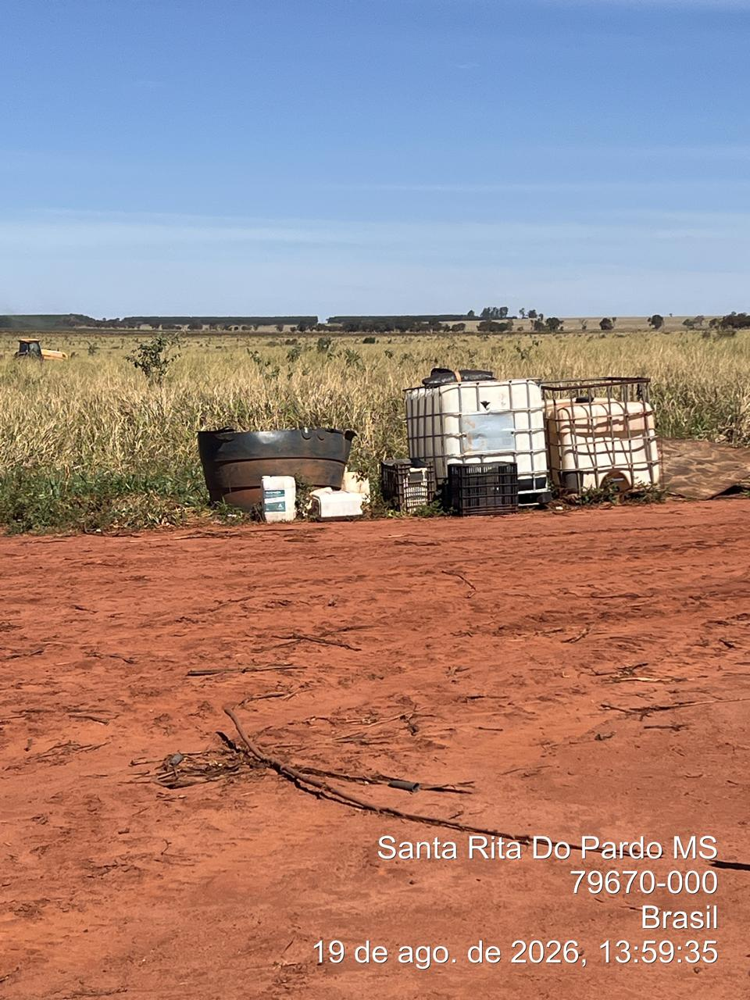 Santa Rita Do Pardo MS
79670-000
Brasil
19 de ago. de 2026, 13:59:35